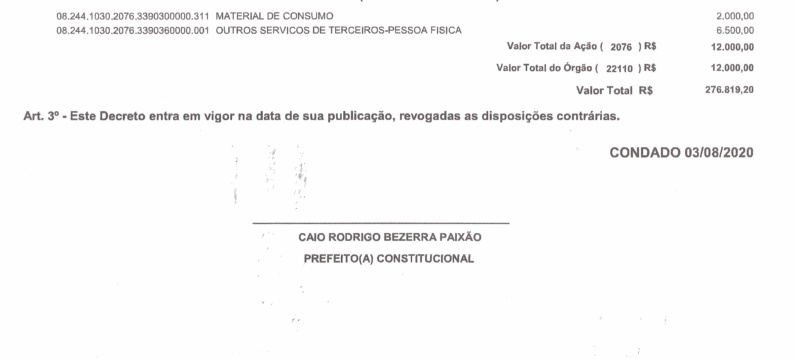 08.244.1030.2076.3390300000.311 MATERIAL DE CONSUMO 2.000,00
08.244.1030.2076.3390360000.001 OUTROS SERVICOS DE TERCEIROS-PESSOA FISICA 6.500,00
Valor Total da Ação ( 2076 ) R$ 12.000,00
Valor Total do Órgão ( 22110 ) R$ 12.000,00
Valor Total R$ 276.819,20
Art. 3º - Este Decreto entra em vigor na data de sua publicação, revogadas as disposições contrárias.
CONDADO 03/08/2020
CAIO RODRIGO BEZERRA PAIXÃO
PREFEITO(A) CONSTITUCIONAL